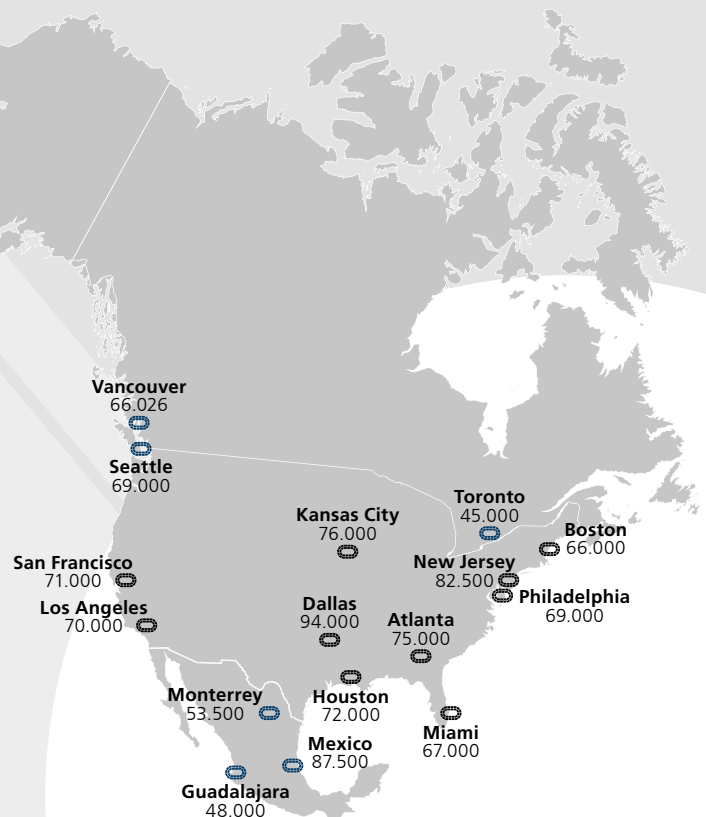 Vancouver
66.026
Seattle
69.000
Kansas City
76.000
Toronto
45.000
Boston
66.000
San Francisco
71.000
New Jersey
82.500
Los Angeles
70.000
Philadelphia
69.000
Dallas
94.000
Atlanta
75.000
Monterrey
53.500
Houston
72.000
Miami
67.000
Mexico
87.500
Guadalajara
48.000